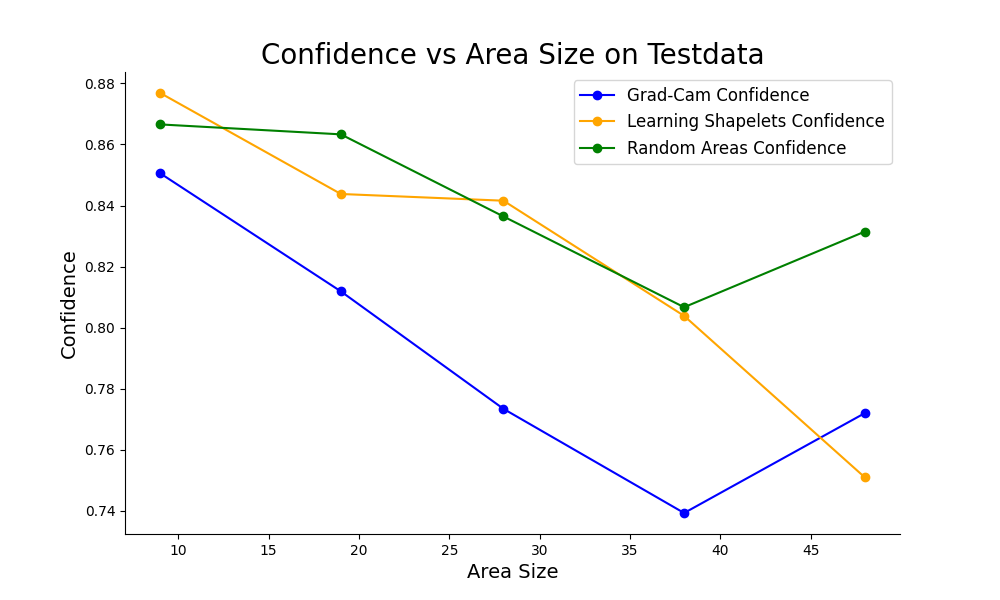 Confidence vs Area Size on Testdata
Grad-Cam Confidence
Learning Shapelets Confidence
Random Areas Confidence
Confidence
0.88
0.86
0.84
0.82
0.80
0.78
0.76
0.74
10 15 20 25 30 35 40 45
Area Size